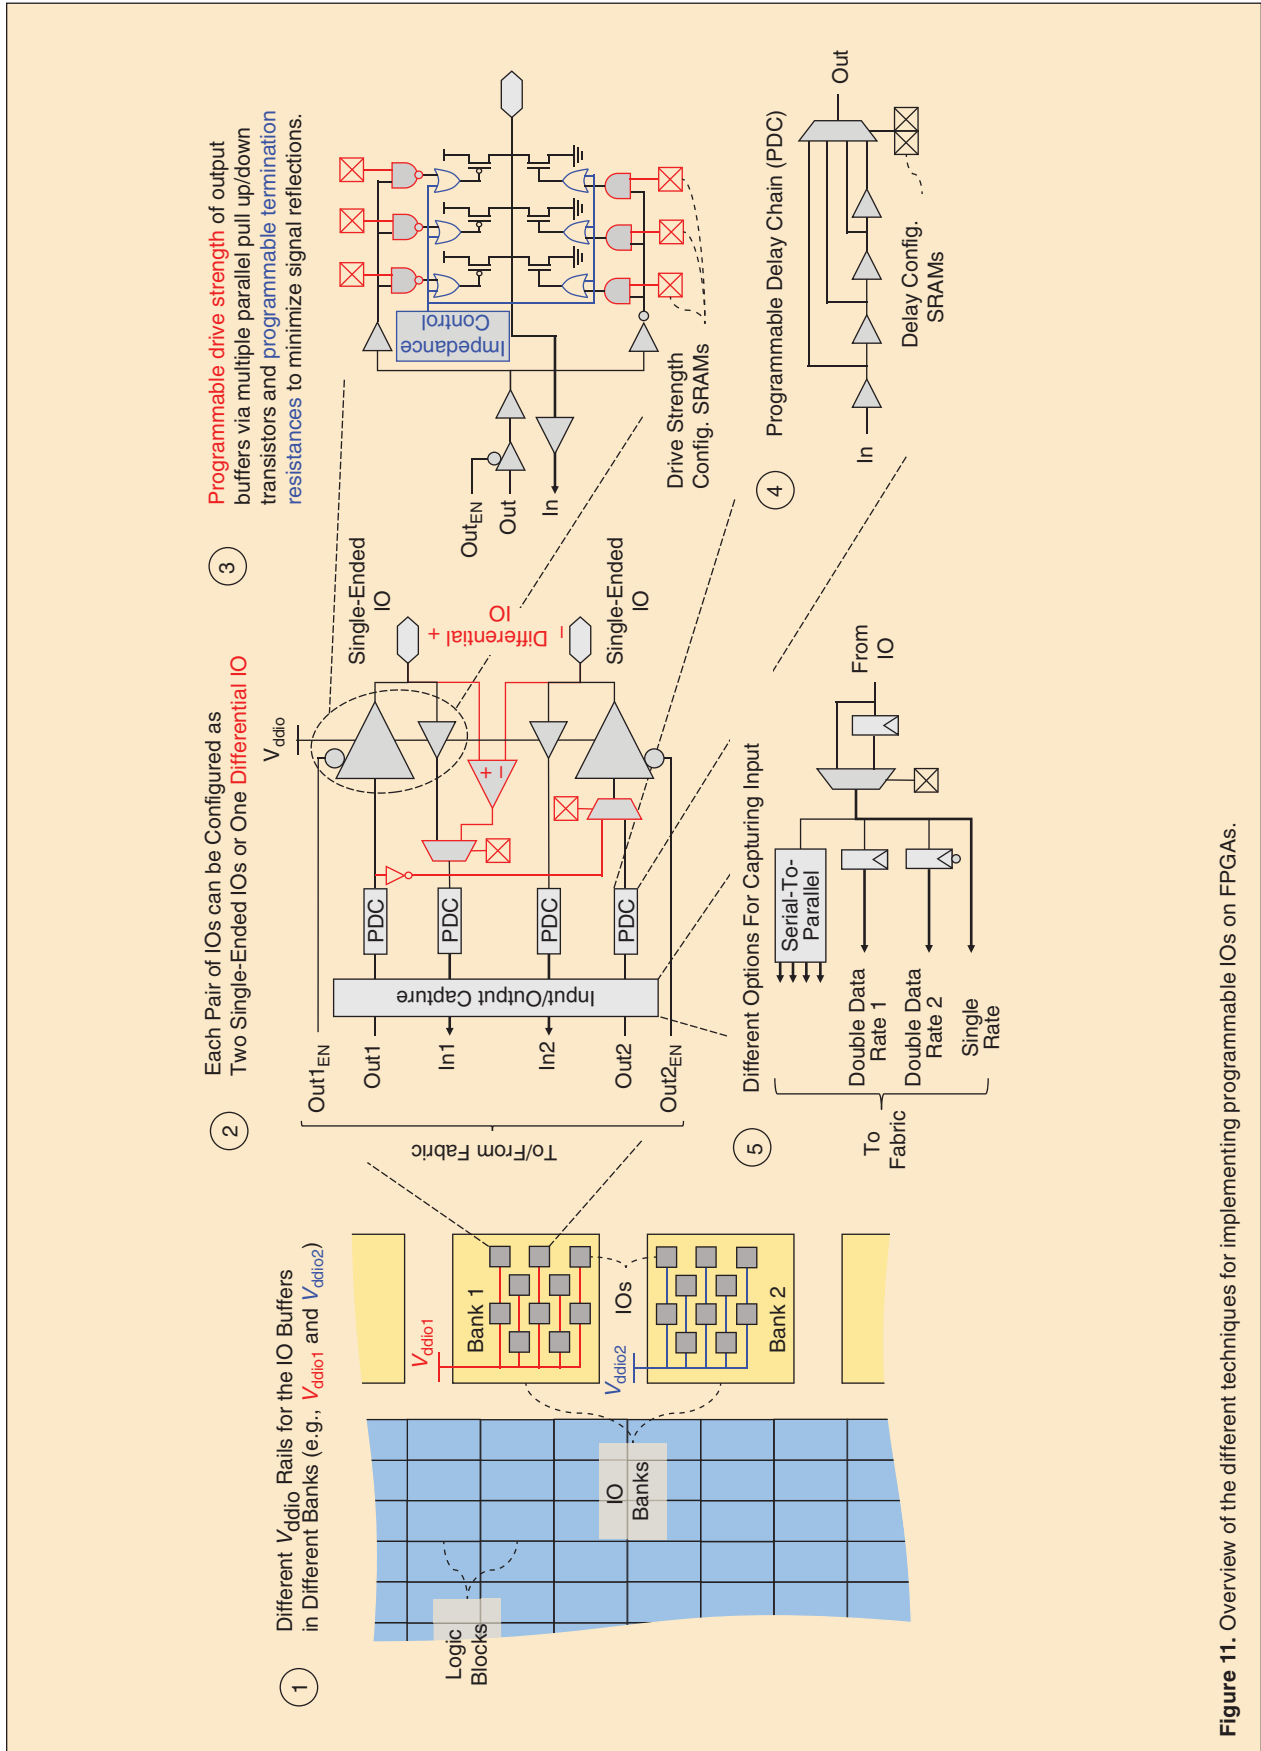 1
Different Vddio Rails for the IO Buffers
in Different Banks (e.g., Vddio1 and Vddio2)
Logic
Blocks
IO
Banks
Vddio1
Bank 1
IOs
Vddio2
Bank 2
2
Each Pair of IOs can be Configured as
Two Single-Ended IOs or One Differential IO
To/From Fabric
Out1EN
Out1
In1
In2
Out2
Out2EN
Input/Output Capture
PDC
PDC
PDC
PDC
Vddio
+
–
Single-Ended
IO
+ Differential –
IO
Single-Ended
IO
3
Programmable drive strength of output
buffers via multiple parallel pull up/down
transistors and programmable termination
resistances to minimize signal reflections.
OutEN
Out
In
Impedance
Control
Drive Strength
Config. SRAMs
4
Programmable Delay Chain (PDC)
In
Out
Delay Config.
SRAMs
5
Different Options For Capturing Input
To
Fabric
Serial-To-
Parallel
Double Data
Rate 1
Double Data
Rate 2
Single
Rate
From
IO
Figure 11. Overview of the different techniques for implementing programmable IOs on FPGAs.